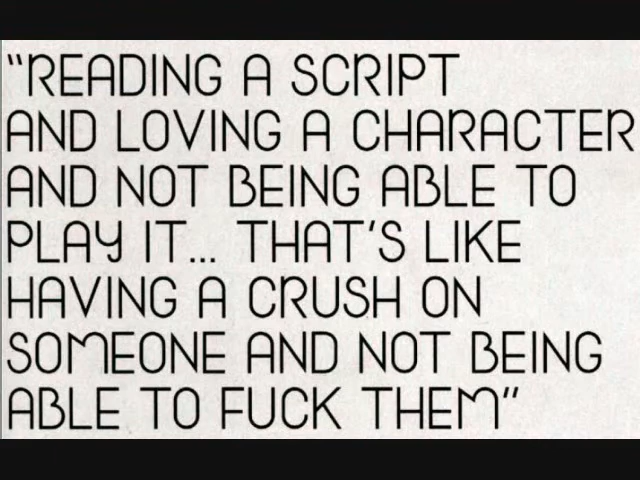 “READING A SCRIPT
AND LOVING A CHARACTER
AND NOT BEING ABLE TO
PLAY IT... THAT’S LIKE
HAVING A CRUSH ON
SOMEONE AND NOT BEING
ABLE TO FUCK THEM”